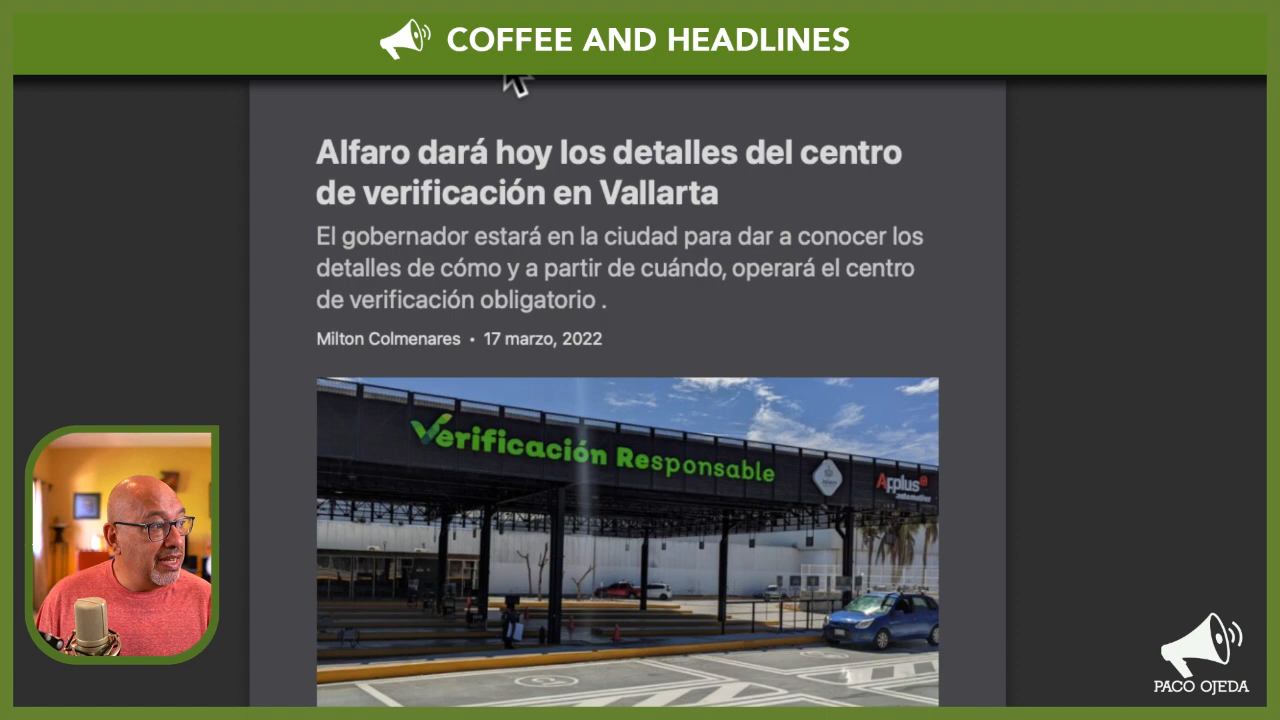 COFFEE AND HEADLINES
Alfaro dará hoy los detalles del centro
de verificación en Vallarta
El gobernador estará en la ciudad para dar a conocer los
detalles de cómo y a partir de cuándo, operará el centro
de verificación obligatorio .
Milton Colmenares • 17 marzo, 2022
Verificación Responsable
Applus
automotive
PACO OJEDA